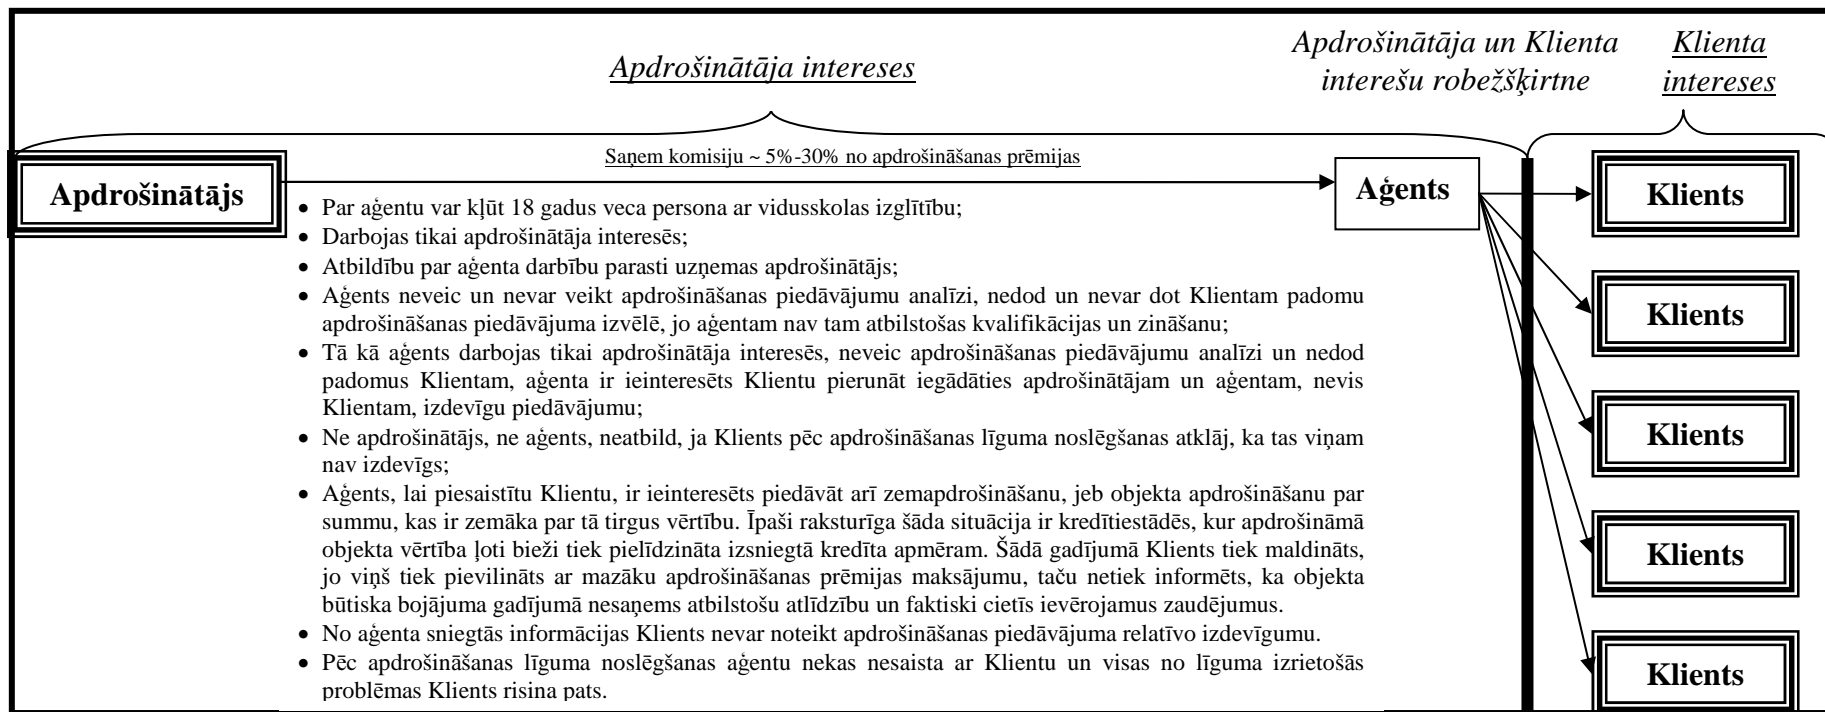 Apdrošinātāja intereses
Apdrošinātāja un Klienta
interešu robežšķirtne
Klienta
intereses
Apdrošinātājs
Saņem komisiju ~ 5%-30% no apdrošināšanas prēmijas
Aģents
• Par aģentu var kļūt 18 gadus veca persona ar vidusskolas izglītību;
• Darbojas tikai apdrošinātāja interesēs;
• Atbildību par aģenta darbību parasti uzņemas apdrošinātājs;
• Aģents neveic un nevar veikt apdrošināšanas piedāvājumu analīzi, nedod un nevar dot Klientam padomu
apdrošināšanas piedāvājuma izvēlē, jo aģentam nav tam atbilstošas kvalifikācijas un zināšanu;
• Tā kā aģents darbojas tikai apdrošinātāja interesēs, neveic apdrošināšanas piedāvājumu analīzi un nedod
padomus Klientam, aģenta ir ieinteresēts Klientu pierunāt iegādāties apdrošinātājam un aģentam, nevis
Klientam, izdevīgu piedāvājumu;
• Ne apdrošinātājs, ne aģents, neatbild, ja Klients pēc apdrošināšanas līguma noslēgšanas atklāj, ka tas viņam
nav izdevīgs;
• Aģents, lai piesaistītu Klientu, ir ieinteresēts piedāvāt arī zemapdrošināšanu, jeb objekta apdrošināšanu par
summu, kas ir zemāka par tā tirgus vērtību. Īpaši raksturīga šāda situācija ir kredītiestādēs, kur apdrošināmā
objekta vērtība ļoti bieži tiek pielīdzināta izsniegtā kredīta apmēram. Šādā gadījumā Klients tiek maldināts,
jo viņš tiek pievilināts ar mazāku apdrošināšanas prēmijas maksājumu, taču netiek informēts, ka objekta
būtiska bojājuma gadījumā nesaņems atbilstošu atlīdzību un faktiski cietīs ievērojamus zaudējumus.
• No aģenta sniegtās informācijas Klients nevar noteikt apdrošināšanas piedāvājuma relatīvo izdevīgumu.
• Pēc apdrošināšanas līguma noslēgšanas aģentu nekas nesaista ar Klientu un visas no līguma izrietošās
problēmas Klients risina pats.
Klients
Klients
Klients
Klients
Klients